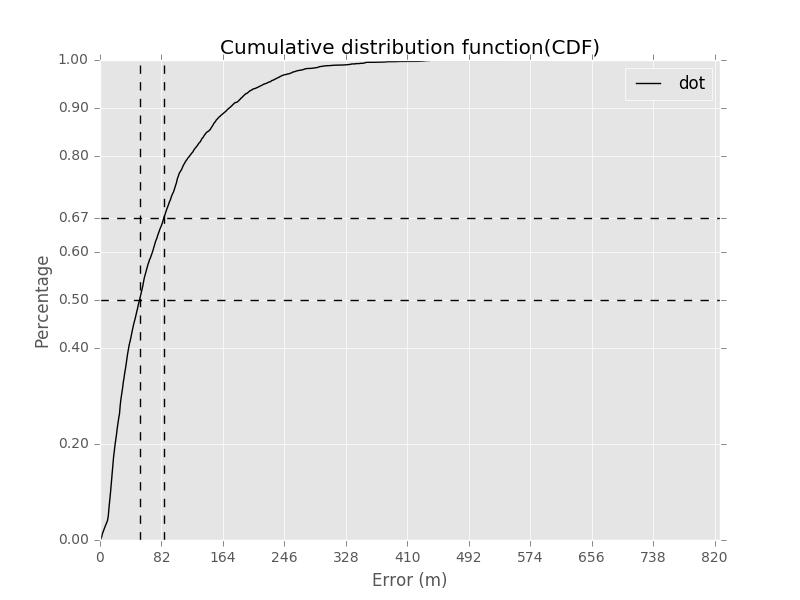 Cumulative distribution function(CDF)
dot
1.00
0.90
0.80
0.67
0.60
0.50
0.40
0.20
0.00
Percentage
0 82 164 246 328 410 492 574 656 738 820
Error (m)